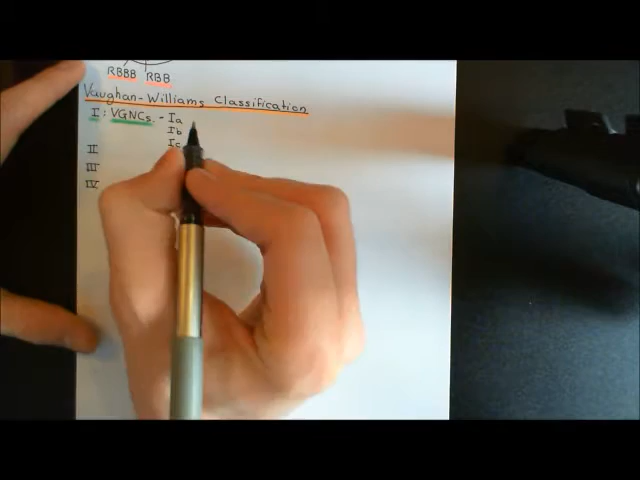 RBBB RBB
Vaughan-Williams Classification
I: VGNCs. - Ia
Ib
II Ic
III
IV